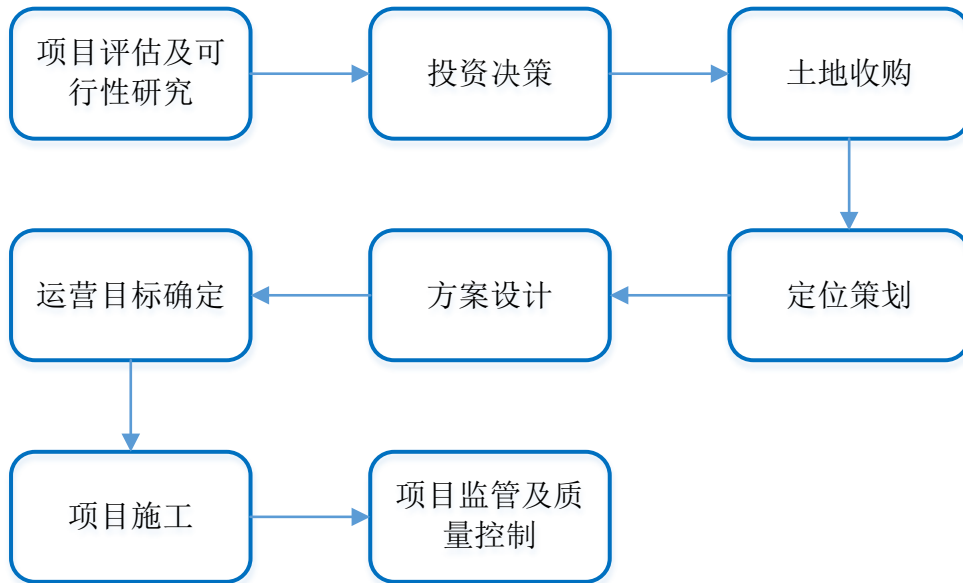 项目评估及可
行性研究
投资决策
土地收购
定位策划
方案设计
运营目标确定
项目施工
项目监管及质
量控制